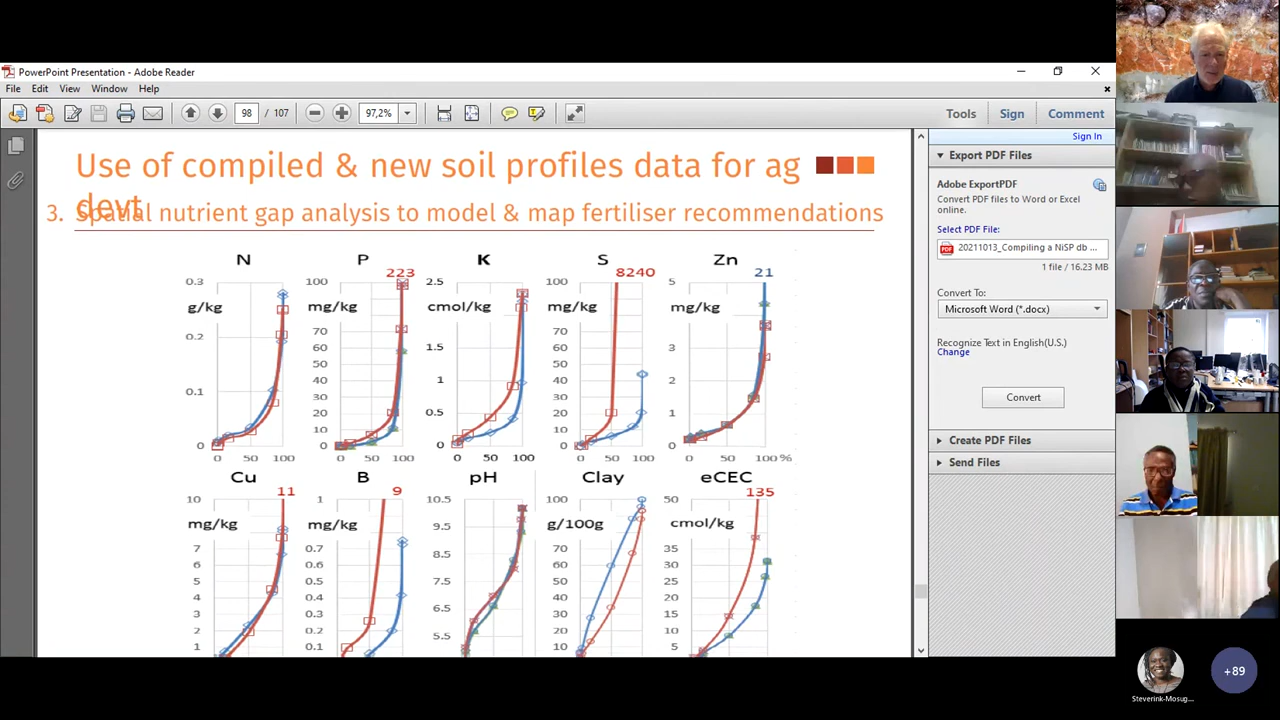 PowerPoint Presentation - Adobe Reader
File Edit View Window Help
98 / 107
97,2%
Tools Sign Comment
Sign In
Export PDF Files
Adobe ExportPDF
Convert PDF files to Word or Excel
online.
Select PDF File:
20211013_Compiling a NiSP db ...
1 file / 16.23 MB
Convert To:
Microsoft Word (*.docx)
Recognize Text in English(U.S.)
Change
Convert
Create PDF Files
Send Files
Use of compiled & new soil profiles data for ag
devt
3. Spatial nutrient gap analysis to model & map fertiliser recommendations
N P K S Zn
223 8240 21
0.3 100 2.5 100 5
g/kg mg/kg cmol/kg mg/kg mg/kg
70 70
0.2 60 1.5 60 3
50 50
40 1 40 2
0.1 30 30
20 0.5 20 1
10 10
0 0 0 0 0
0 50 100 0 50 100 0 50 100 0 50 100 0 50 100 %
Cu B pH Clay eCEC
11 9 135
10 1 10.5 100 50
mg/kg mg/kg 9.5 g/100g cmol/kg
7 0.7 70 35
6 0.6 8.5 60 30
5 0.5 50 25
4 0.4 7.5 40 20
3 0.3 30 15
2 0.2 6.5 20 10
1 0.1 5.5 10 5
Steverink-Mosug...
+89